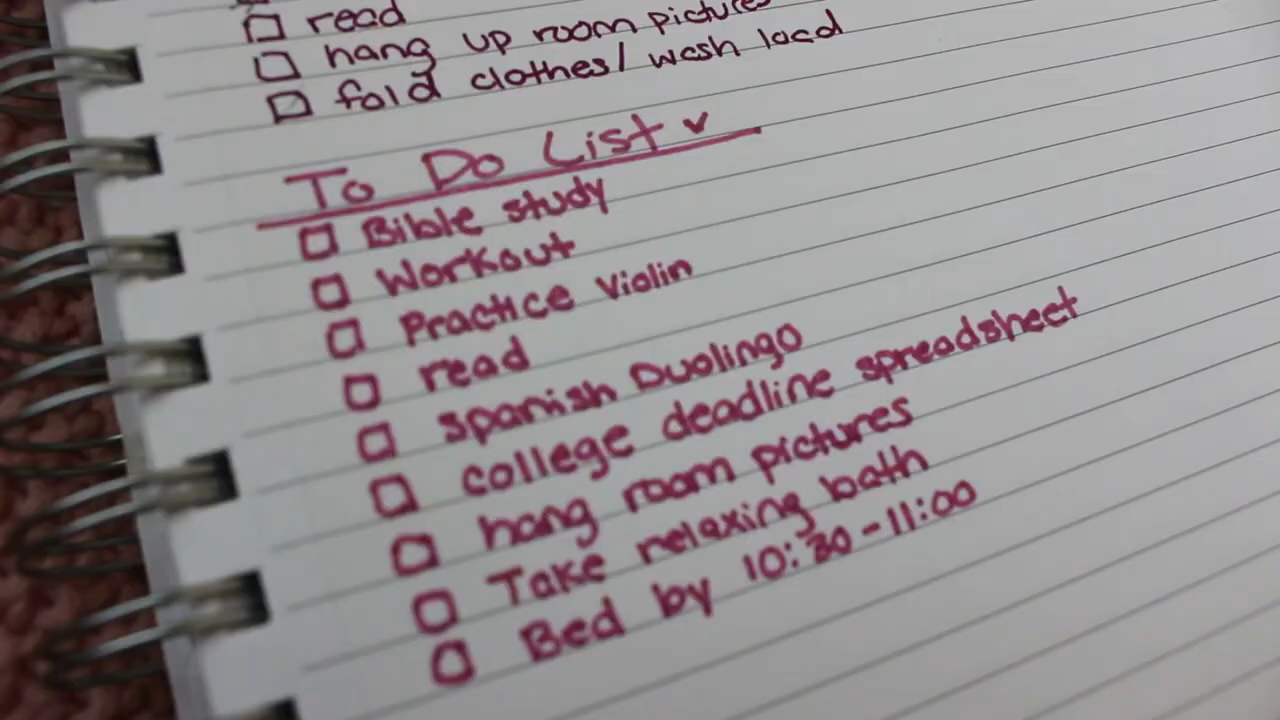 read
hang up room pictures
fold clothes/ wash load
To Do List
Bible study
Workout
Practice Violin
read
spanish Duolingo
college deadline spreadsheet
hang room pictures
Take relaxing bath
Bed by 10:30-11:00